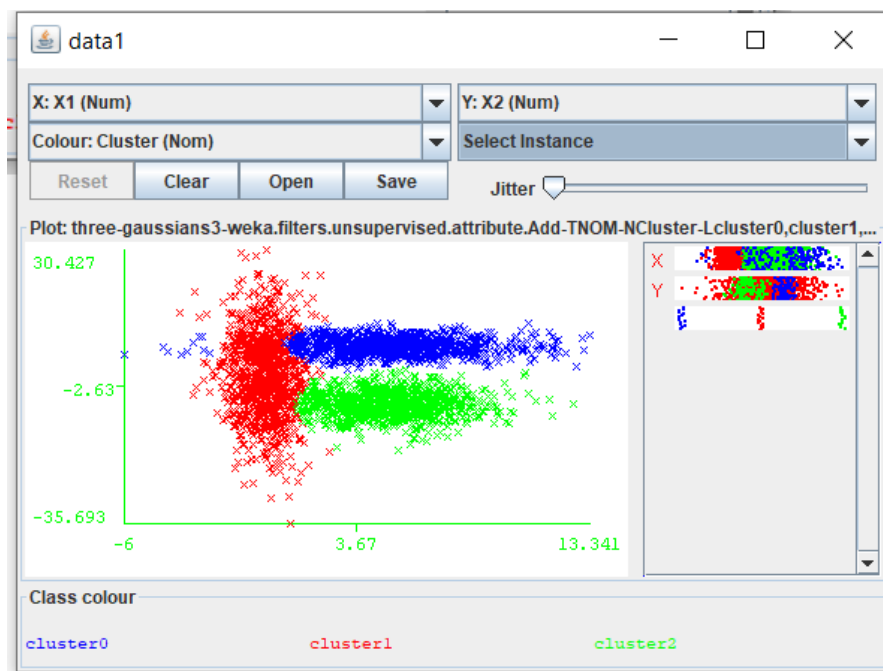 data1
X: X1 (Num) Y: X2 (Num)
Colour: Cluster (Nom) Select Instance
Reset Clear Open Save Jitter
Plot: three-gaussians3-weka.filters.unsupervised.attribute.Add-TNOM-NCluster-Lcluster0,cluster1,...
30.427
-2.63
-35.693
-6 3.67 13.341
X
Y
Class colour
cluster0 cluster1 cluster2